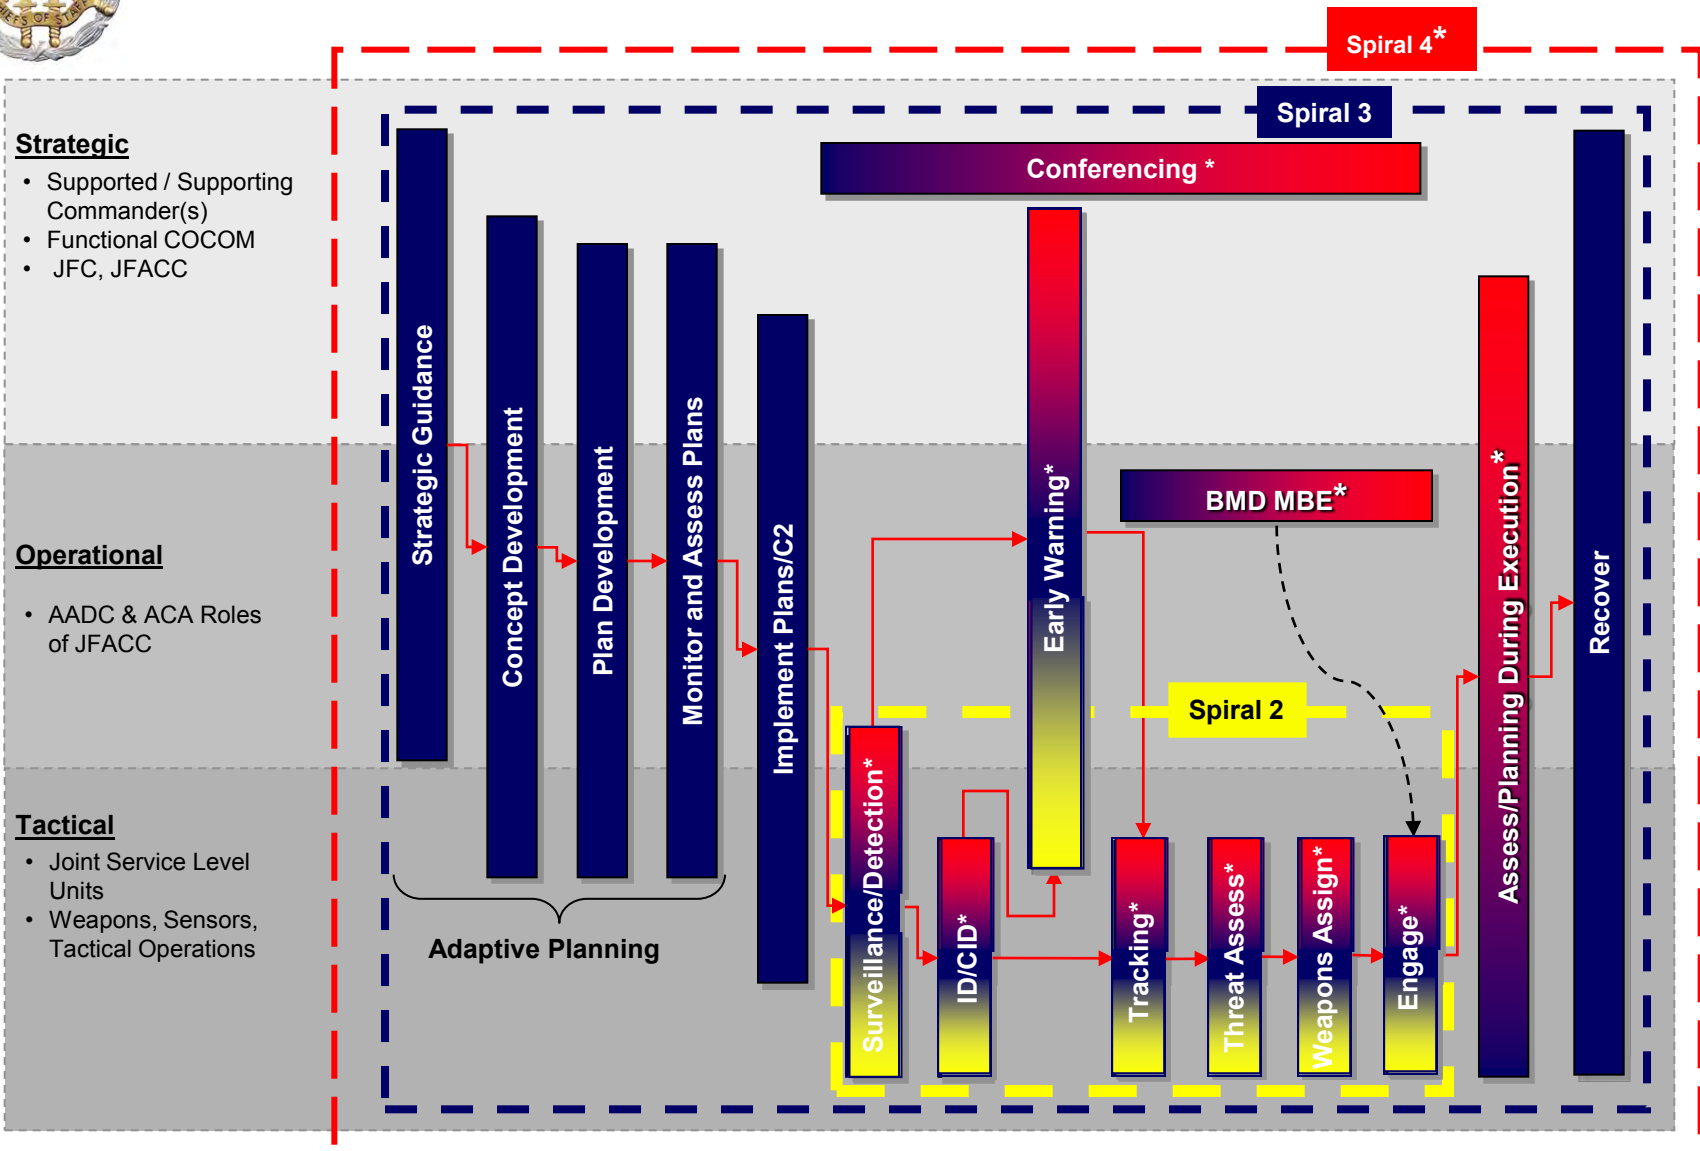 CHIEFS OF STAFF
Spiral 4*
Spiral 3
Strategic
• Supported / Supporting
Commander(s)
• Functional COCOM
• JFC, JFACC
Conferencing *
Strategic Guidance
Concept Development
Plan Development
Monitor and Assess Plans
Implement Plans/C2
Early Warning*
BMD MBE*
Assess/Planning During Execution*
Recover
Operational
• AADC & ACA Roles
of JFACC
Spiral 2
Tactical
• Joint Service Level
Units
• Weapons, Sensors,
Tactical Operations
Adaptive Planning
Surveillance/Detection*
ID/CID*
Tracking*
Threat Assess*
Weapons Assign*
Engage*